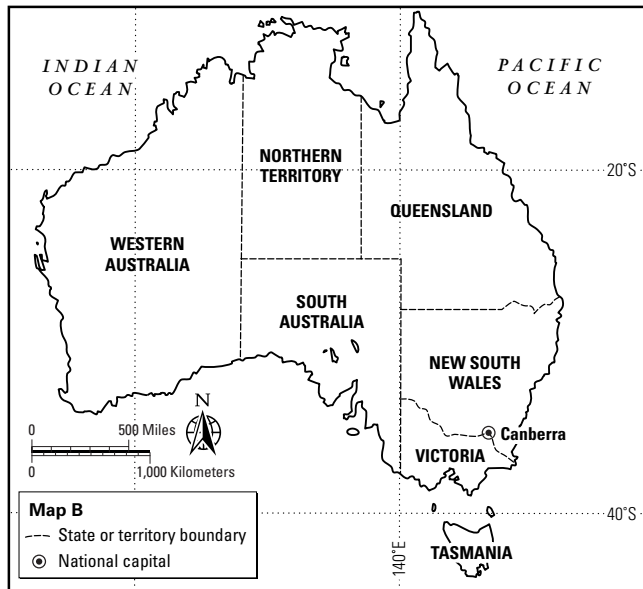 INDIAN
OCEAN
PACIFIC
OCEAN
NORTHERN
TERRITORY
20°S
QUEENSLAND
WESTERN
AUSTRALIA
SOUTH
AUSTRALIA
NEW SOUTH
WALES
N
0 500 Miles
0 1,000 Kilometers
Canberra
VICTORIA
Map B
State or territory boundary
National capital
40°S
140°E
TASMANIA